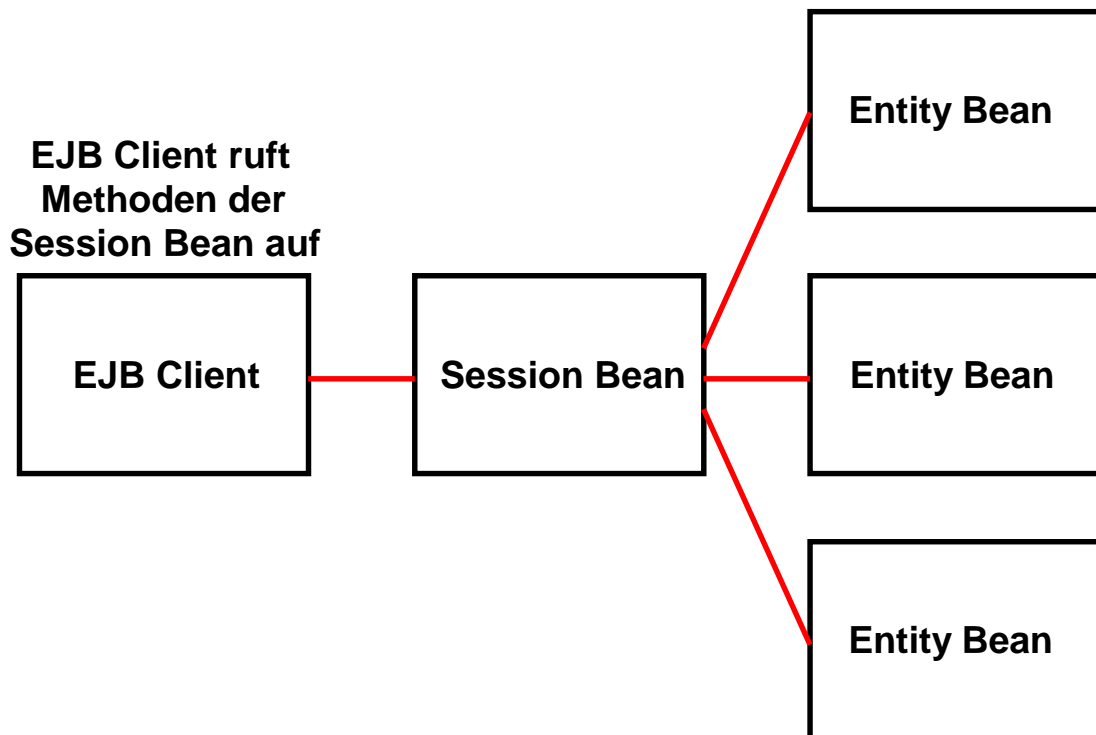 Entity Bean
EJB Client ruft
Methoden der
Session Bean auf
EJB Client
Session Bean
Entity Bean
Entity Bean